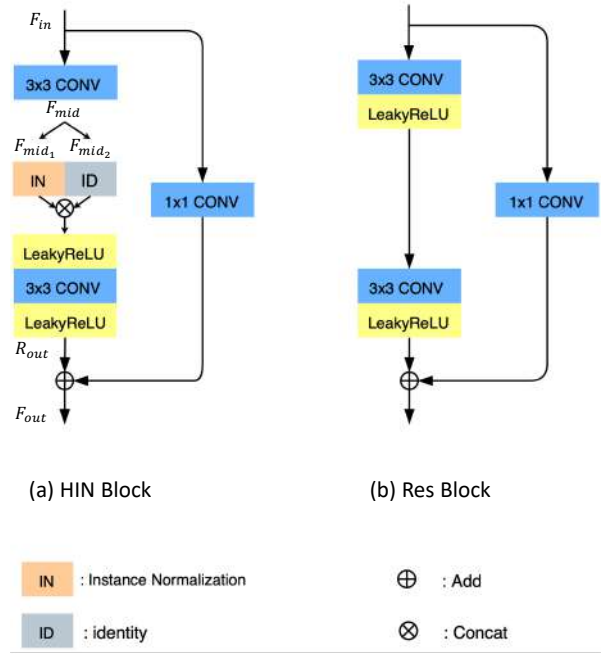 F_in
3x3 CONV
F_mid
F_mid_1 F_mid_2
IN ID
LeakyReLU
3x3 CONV
LeakyReLU
R_out
F_out
1x1 CONV
3x3 CONV
LeakyReLU
3x3 CONV
LeakyReLU
1x1 CONV
(a) HIN Block
(b) Res Block
IN : Instance Normalization
⊕ : Add
ID : identity
⊗ : Concat